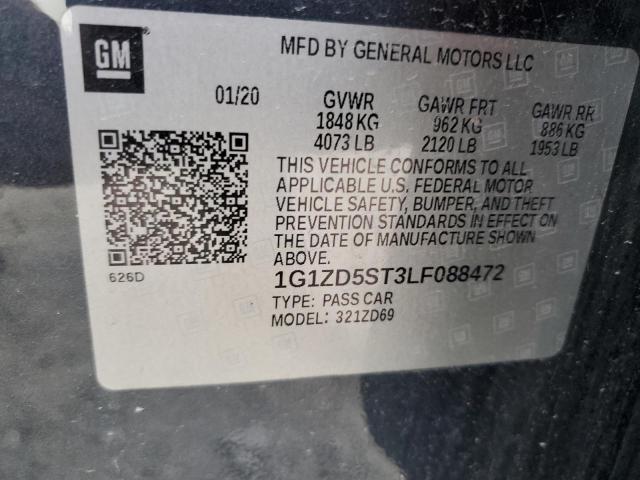 GM
MFD BY GENERAL MOTORS LLC
01/20 GVWR GAWR FRT GAWR RR
1848 KG 962 KG 886 KG
4073 LB 2120 LB 1953 LB
THIS VEHICLE CONFORMS TO ALL
APPLICABLE U.S. FEDERAL MOTOR
VEHICLE SAFETY, BUMPER, AND THEFT
PREVENTION STANDARDS IN EFFECT ON
THE DATE OF MANUFACTURE SHOWN
ABOVE.
626D
1G1ZD5ST3LF088472
TYPE: PASS CAR
MODEL: 321ZD69